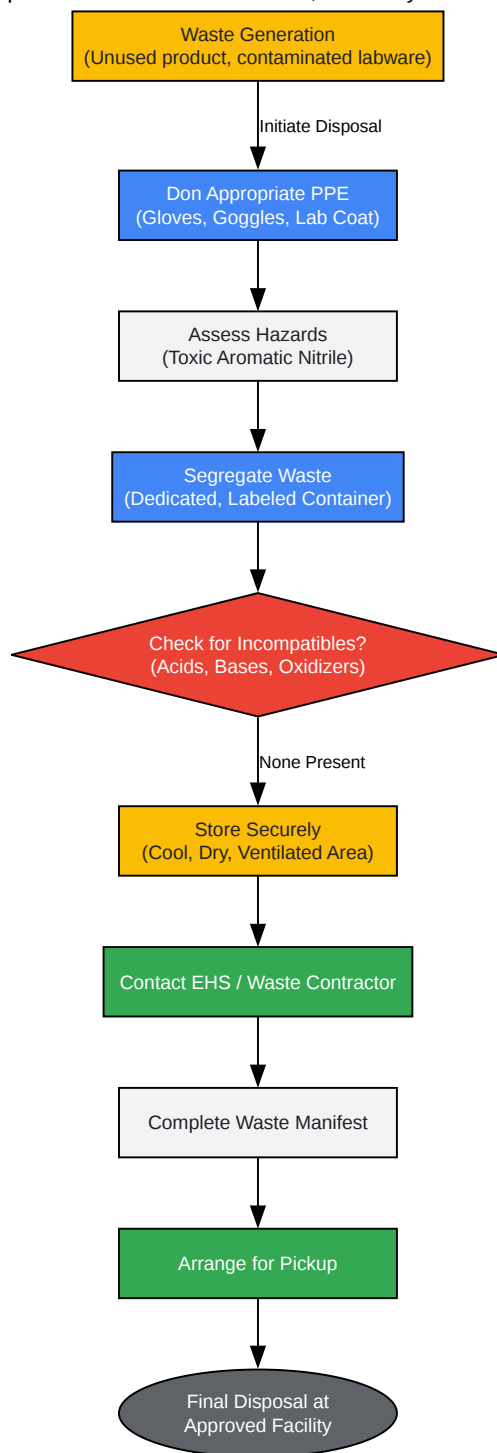 Waste Generation
(Unused product, contaminated labware)
Initiate Disposal
Don Appropriate PPE
(Gloves, Goggles, Lab Coat)
Assess Hazards
(Toxic Aromatic Nitrile)
Segregate Waste
(Dedicated, Labeled Container)
Check for Incompatibles?
(Acids, Bases, Oxidizers)
None Present
Store Securely
(Cool, Dry, Ventilated Area)
Contact EHS / Waste Contractor
Complete Waste Manifest
Arrange for Pickup
Final Disposal at
Approved Facility